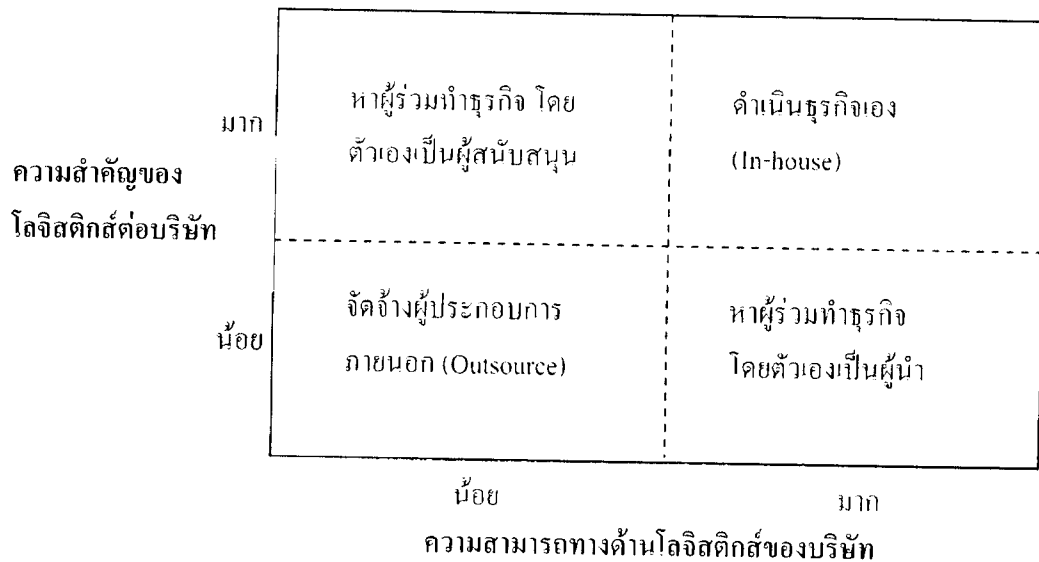 หาผู้ร่วมทำธุรกิจ โดย
ตัวเองเป็นผู้สนับสนุน
ดำเนินธุรกิจเอง
(In-house)
มาก
ความสำคัญของ
โลจิสติกส์ต่อบริษัท
จัดจ้างผู้ประกอบการ
ภายนอก (Outsource)
หาผู้ร่วมทำธุรกิจ
โดยตัวเองเป็นผู้นำ
น้อย
น้อย
มาก
ความสามารถทางด้านโลจิสติกส์ของบริษัท